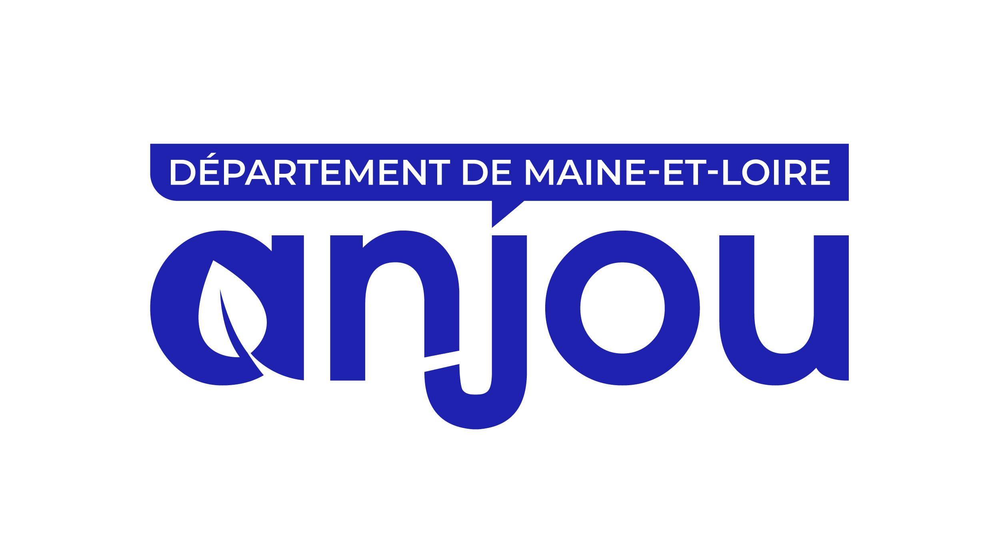 DÉPARTEMENT DE MAINE-ET-LOIRE
anjou